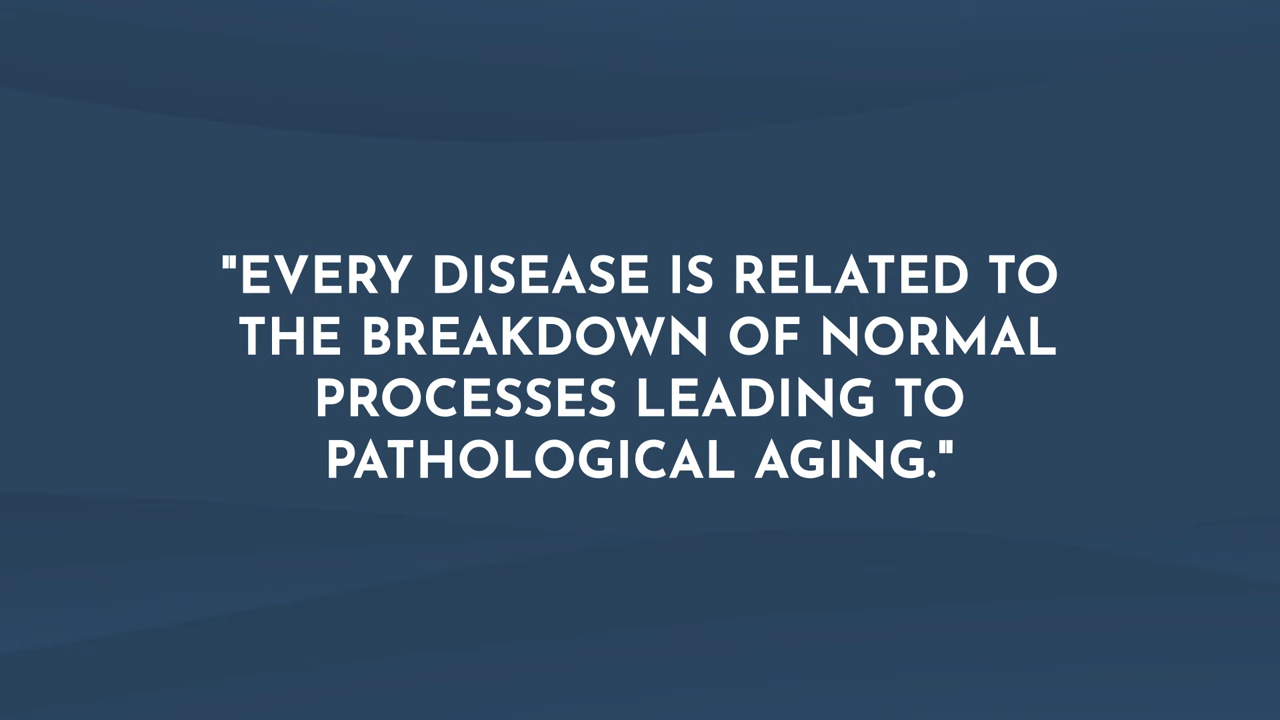 "EVERY DISEASE IS RELATED TO
THE BREAKDOWN OF NORMAL
PROCESSES LEADING TO
PATHOLOGICAL AGING."